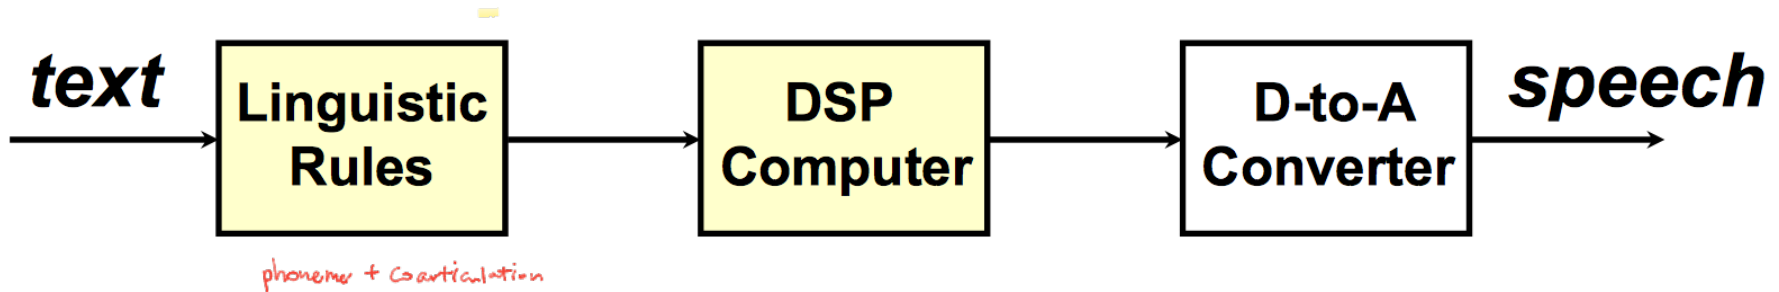 text
Linguistic
Rules
DSP
Computer
D-to-A
Converter
speech
phoneme + coarticulation